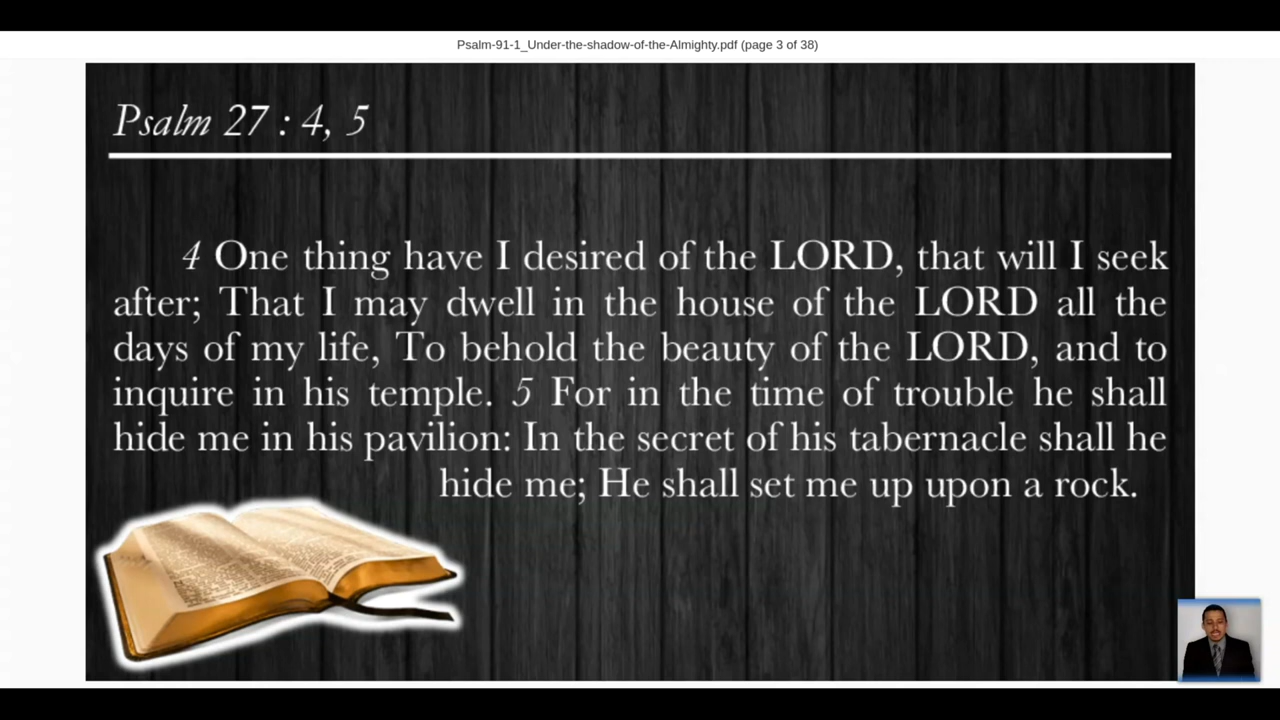 Psalm-91-1_Under-the-shadow-of-the-Almighty.pdf (page 3 of 38)
Psalm 27 : 4, 5
4 One thing have I desired of the LORD, that will I seek
after; That I may dwell in the house of the LORD all the
days of my life, To behold the beauty of the LORD, and to
inquire in his temple. 5 For in the time of trouble he shall
hide me in his pavilion: In the secret of his tabernacle shall he
hide me; He shall set me up upon a rock.